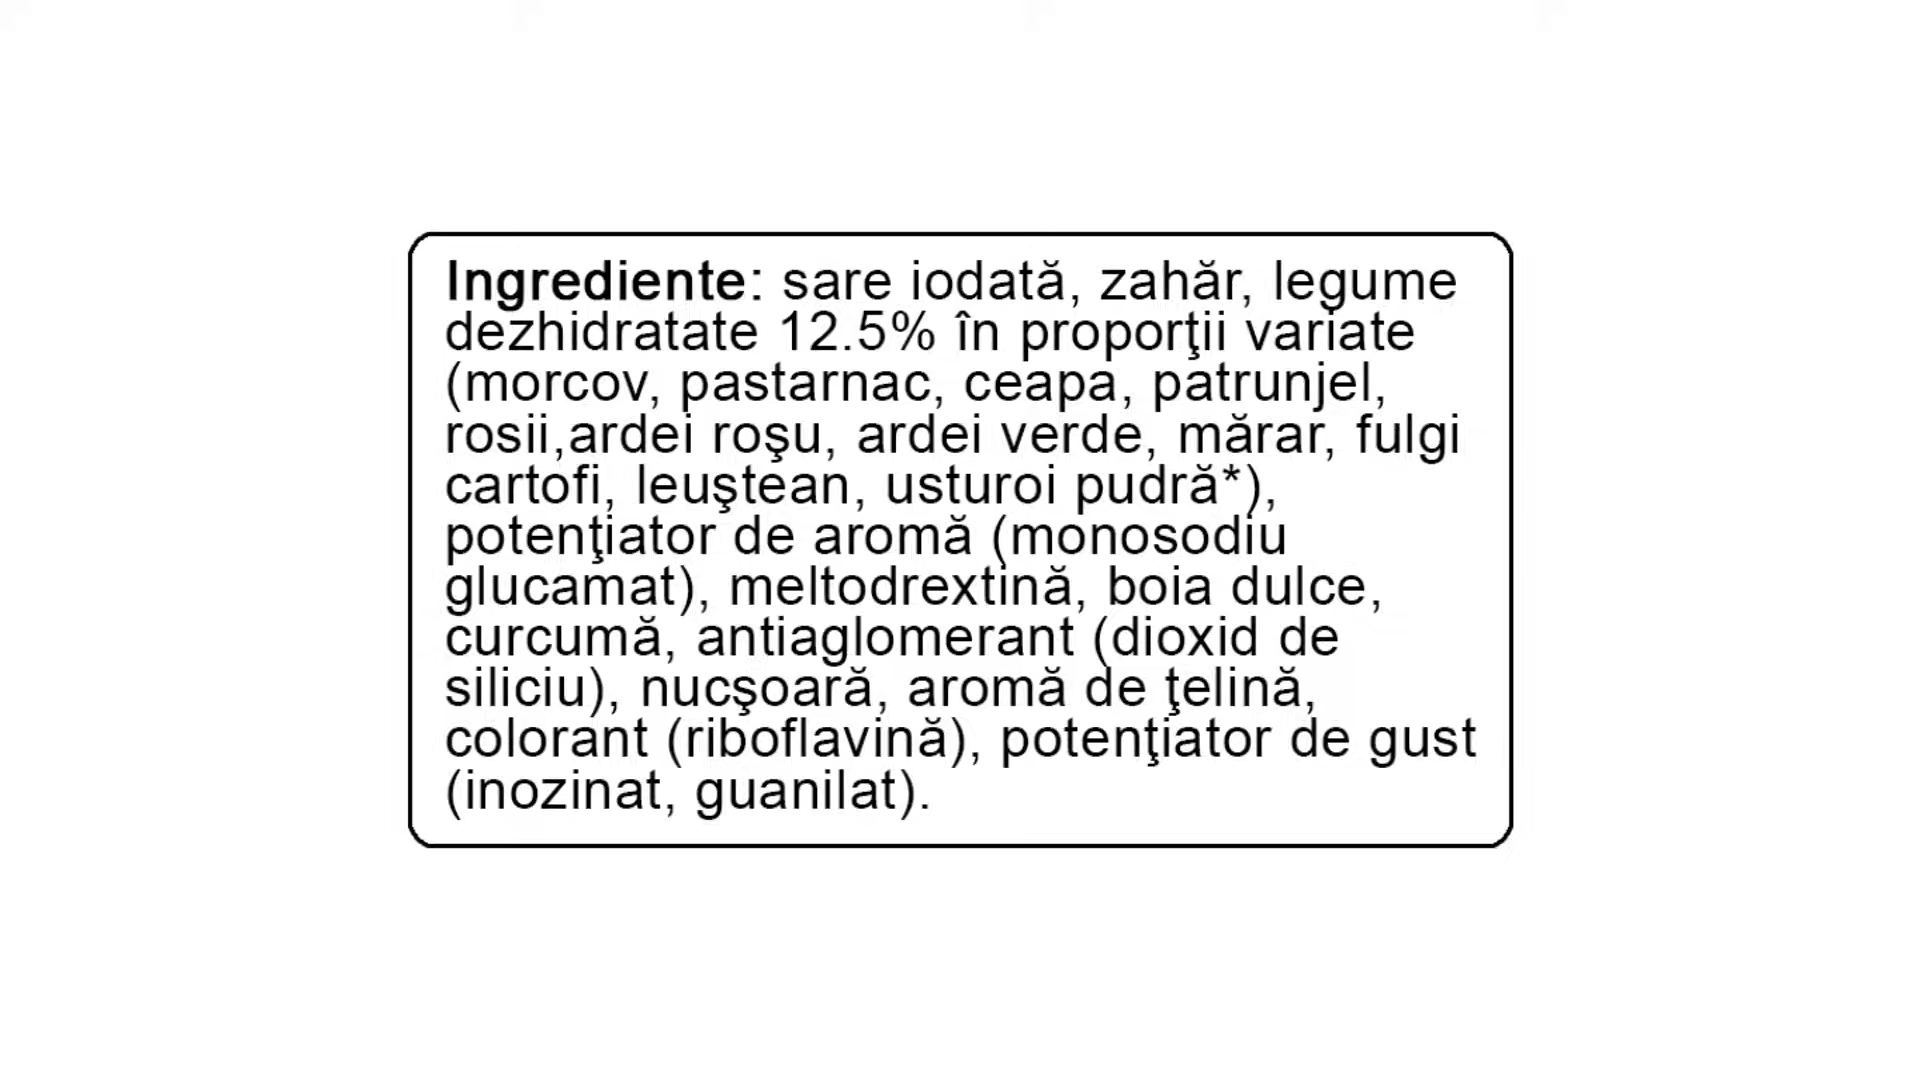 Ingrediente: sare iodată, zahăr, legume
dezhidratate 12.5% în proporţii variate
(morcov, pastarnac, ceapa, patrunjel,
rosii,ardei roşu, ardei verde, mărar, fulgi
cartofi, leuştean, usturoi pudră*),
potenţiator de aromă (monosodiu
glucamat), meltodrextină, boia dulce,
curcumă, antiaglomerant (dioxid de
siliciu), nucşoară, aromă de ţelină,
colorant (riboflavină), potenţiator de gust
(inozinat, guanilat).